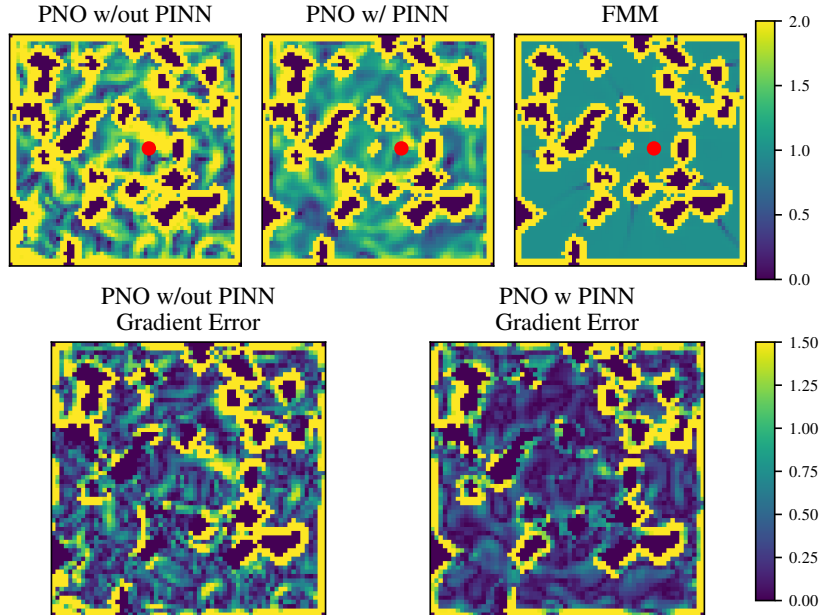 PNO w/out PINN
PNO w/ PINN
FMM
2.0
1.5
1.0
0.5
0.0
PNO w/out PINN
Gradient Error
PNO w PINN
Gradient Error
1.50
1.25
1.00
0.75
0.50
0.25
0.00